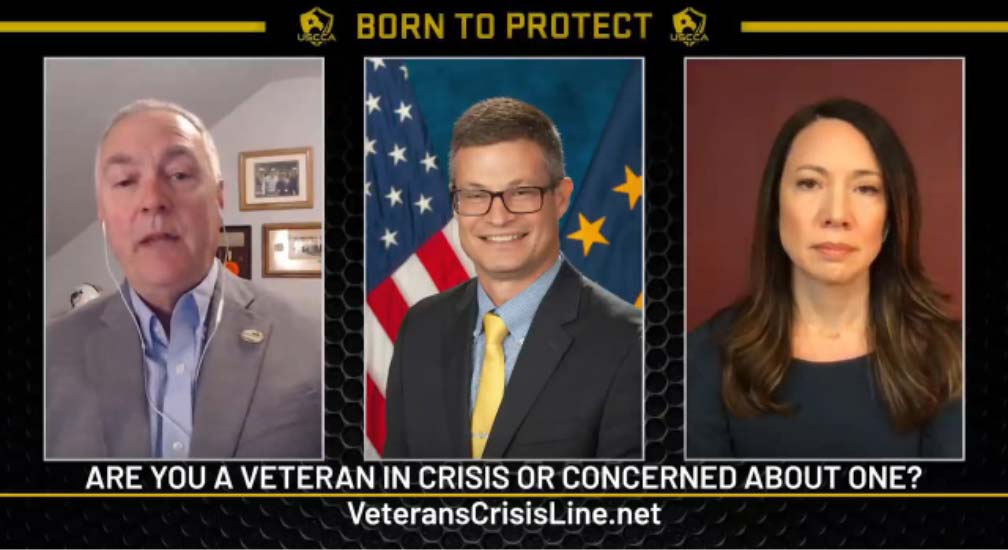 USCCA BORN TO PROTECT USCCA
ARE YOU A VETERAN IN CRISIS OR CONCERNED ABOUT ONE?
VeteransCrisisLine.net